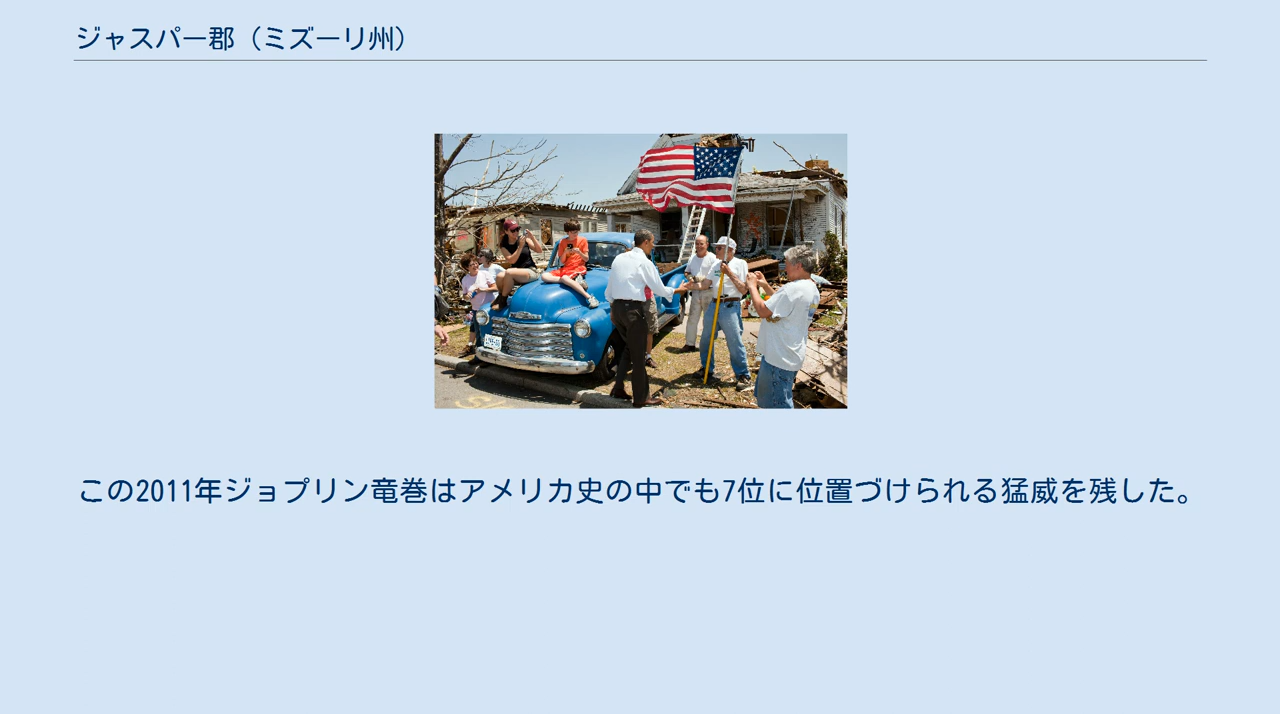 ジャスパー郡（ミズーリ州）
この2011年ジョプリン竜巻はアメリカ史の中でも7位に位置づけられる猛威を残した。